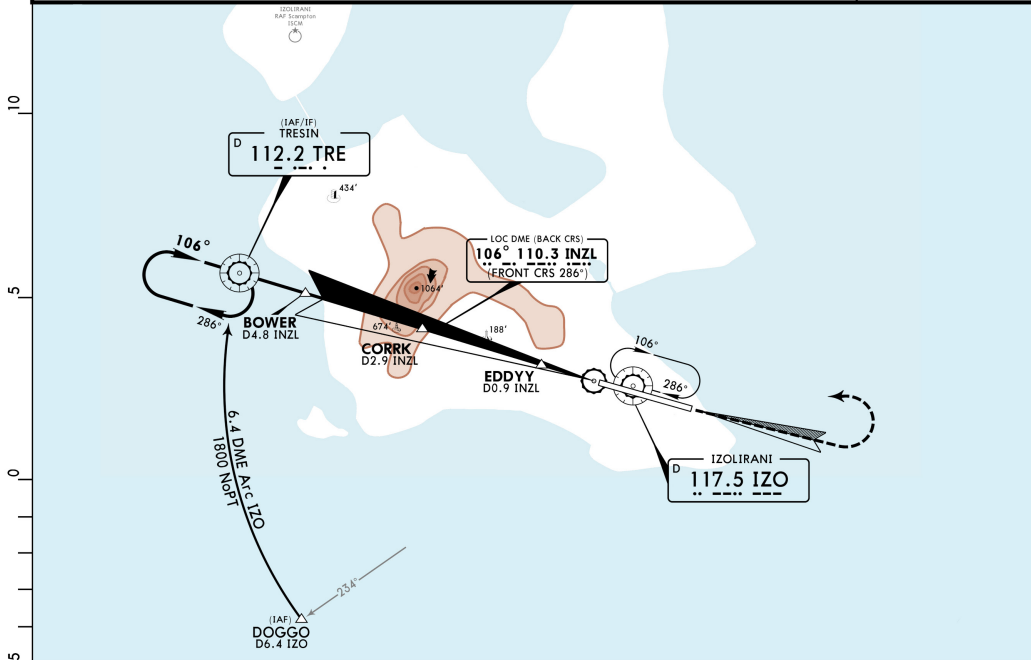 IZOLIRANI
RAF Scampton
ISCM
10
(IAF/IF)
TRESIN
D
112.2 TRE
434'
106°
LOC DME (BACK CRS)
106° 110.3 INZL
(FRONT CRS 286°)
5
1064'
286°
BOWER
D4.8 INZL
674'
188'
CORRK
D2.9 INZL
106°
EDDYY
D0.9 INZL
286°
6.4 DME Arc IZO
1800 NoPT
IZOLIRANI
D
117.5 IZO
0
234°
(IAF)
DOGGO
D6.4 IZO
5